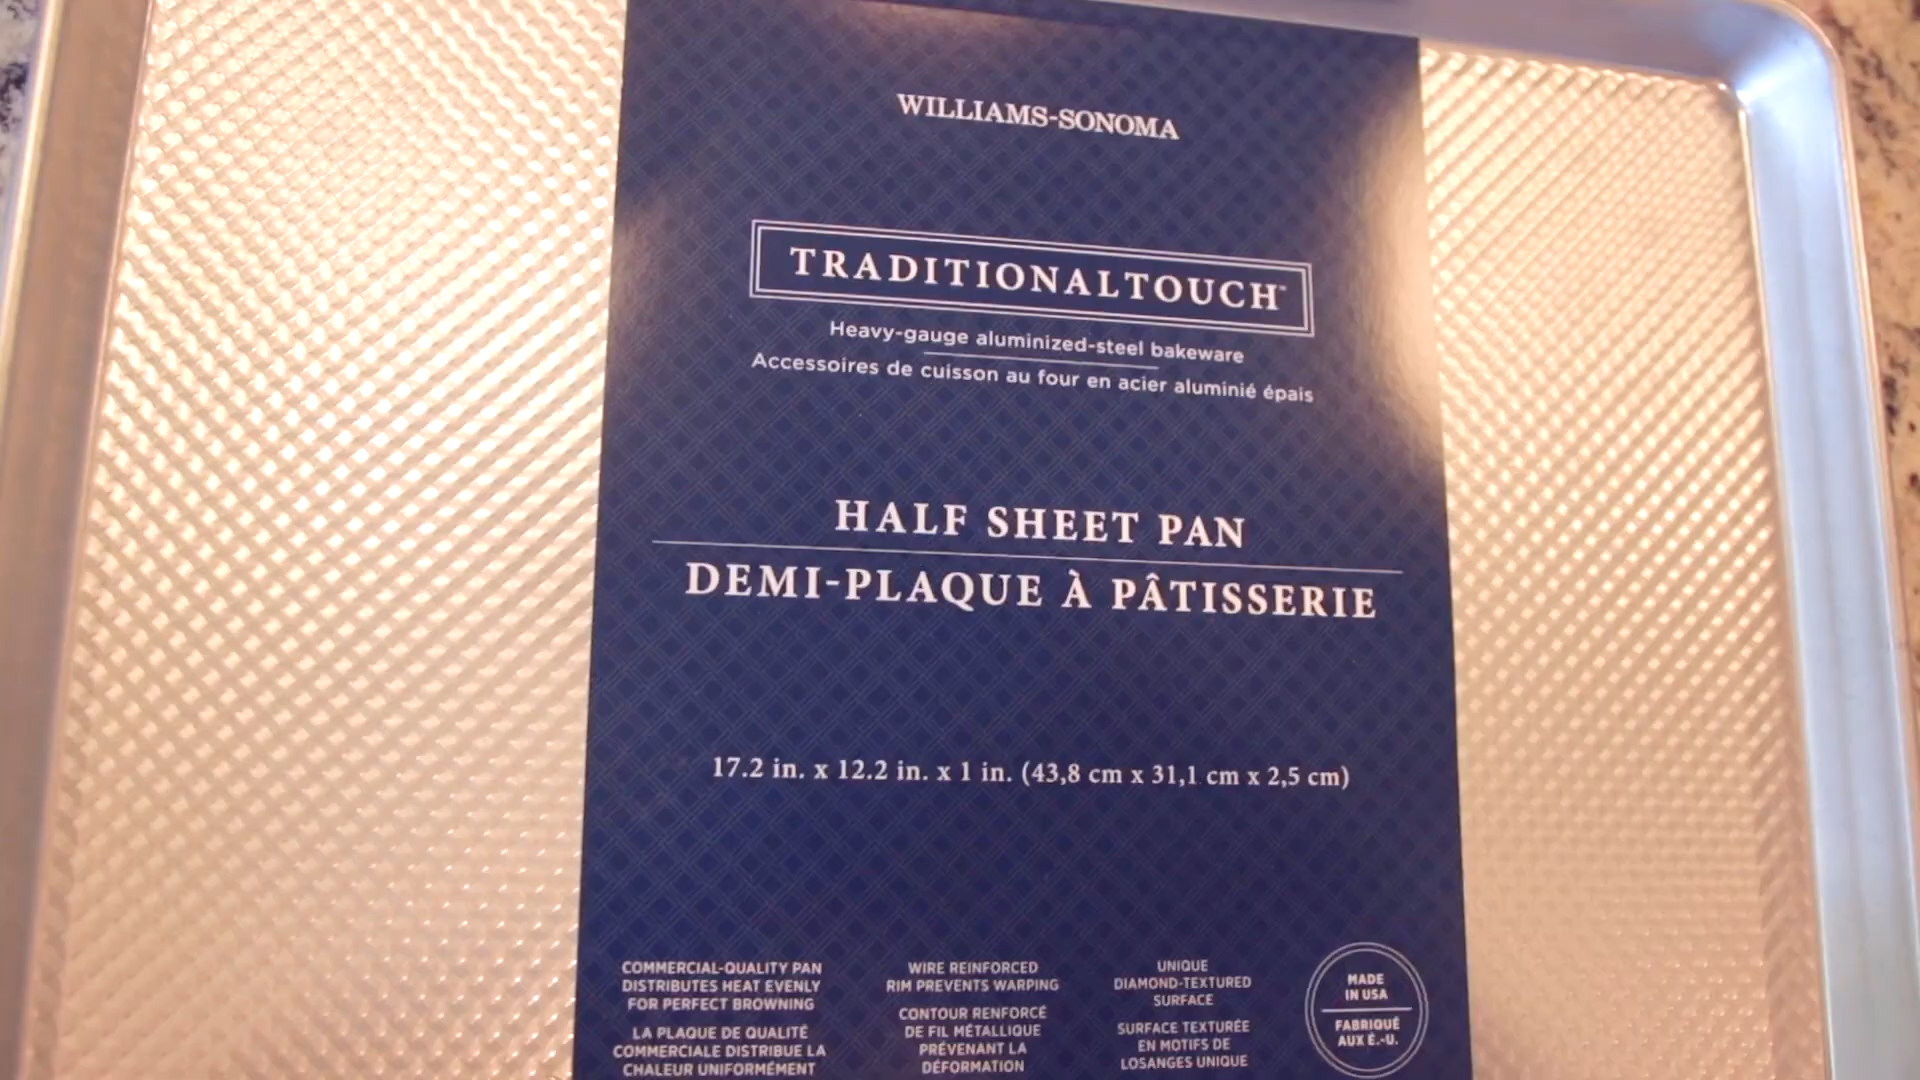 WILLIAMS-SONOMA
TRADITIONALTOUCH™
Heavy-gauge aluminized-steel bakeware
Accessoires de cuisson au four en acier aluminié épais
HALF SHEET PAN
DEMI-PLAQUE À PÂTISSERIE
17.2 in. x 12.2 in. x 1 in. (43,8 cm x 31,1 cm x 2,5 cm)
COMMERCIAL-QUALITY PAN
DISTRIBUTES HEAT EVENLY
FOR PERFECT BROWNING
LA PLAQUE DE QUALITÉ
COMMERCIALE DISTRIBUE LA
CHALEUR UNIFORMÉMENT
WIRE REINFORCED
RIM PREVENTS WARPING
CONTOUR RENFORCÉ
DE FIL MÉTALLIQUE
PRÉVENANT LA
DÉFORMATION
UNIQUE
DIAMOND-TEXTURED
SURFACE
SURFACE TEXTURÉE
EN MOTIFS DE
LOSANGES UNIQUE
MADE
IN USA
FABRIQUÉ
AUX É.-U.